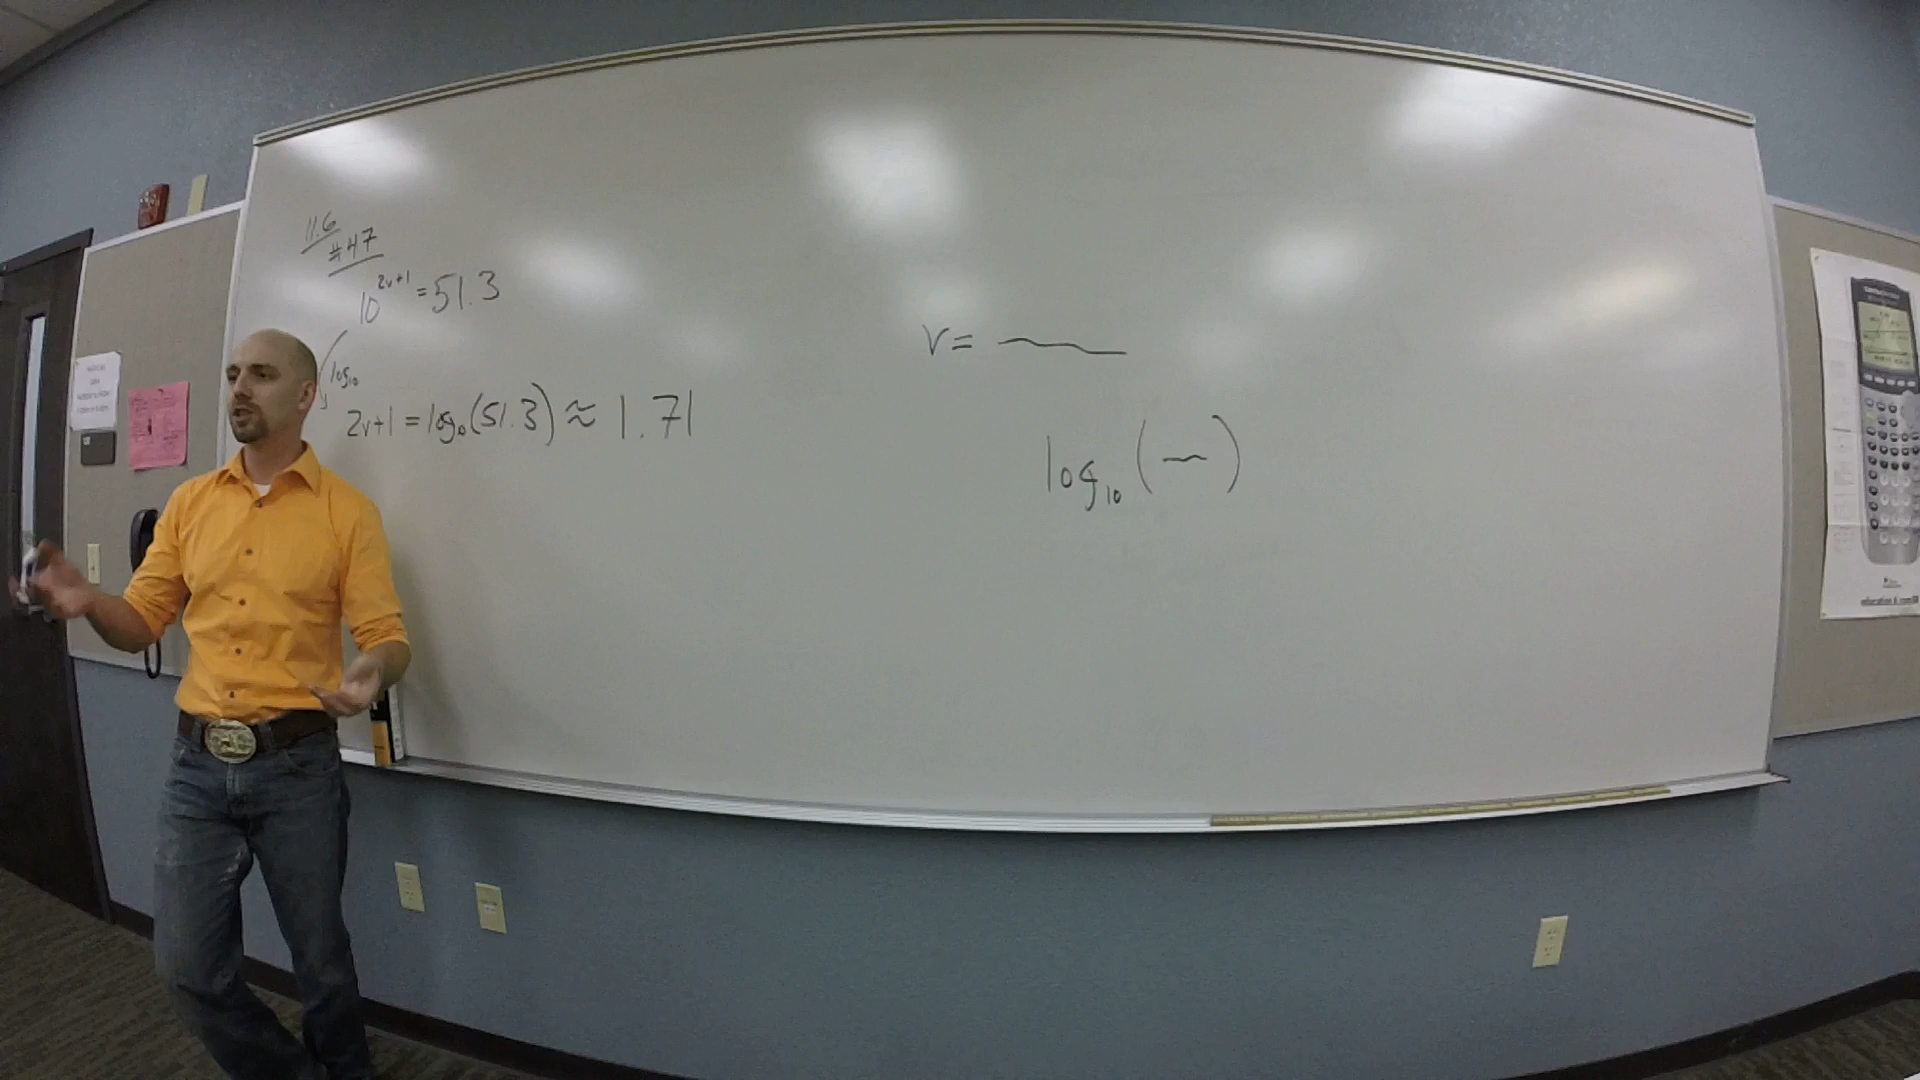 11.6
#47
10^{2v+1} = 51.3
log₁₀
2v+1 = log₁₀(51.3) ≈ 1.71
v =
log₁₀( )